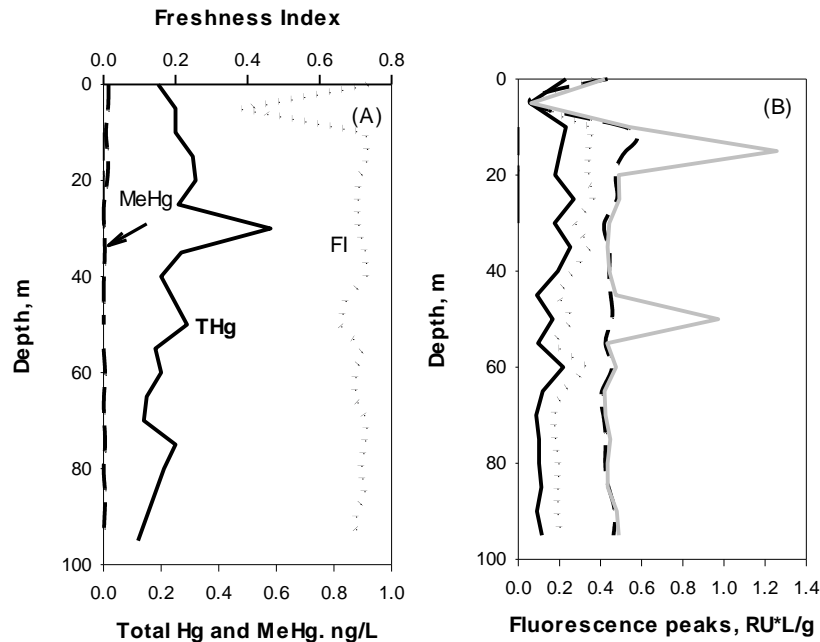 Freshness Index
0.0 0.2 0.4 0.6 0.8
0
20
40
60
80
100
Depth, m
(A)
MeHg
FI
THg
0.0 0.2 0.4 0.6 0.8 1.0
Total Hg and MeHg. ng/L
0
20
40
60
80
100
Depth, m
(B)
0.0 0.2 0.4 0.6 0.8 1.0 1.2 1.4
Fluorescence peaks, RU*L/g